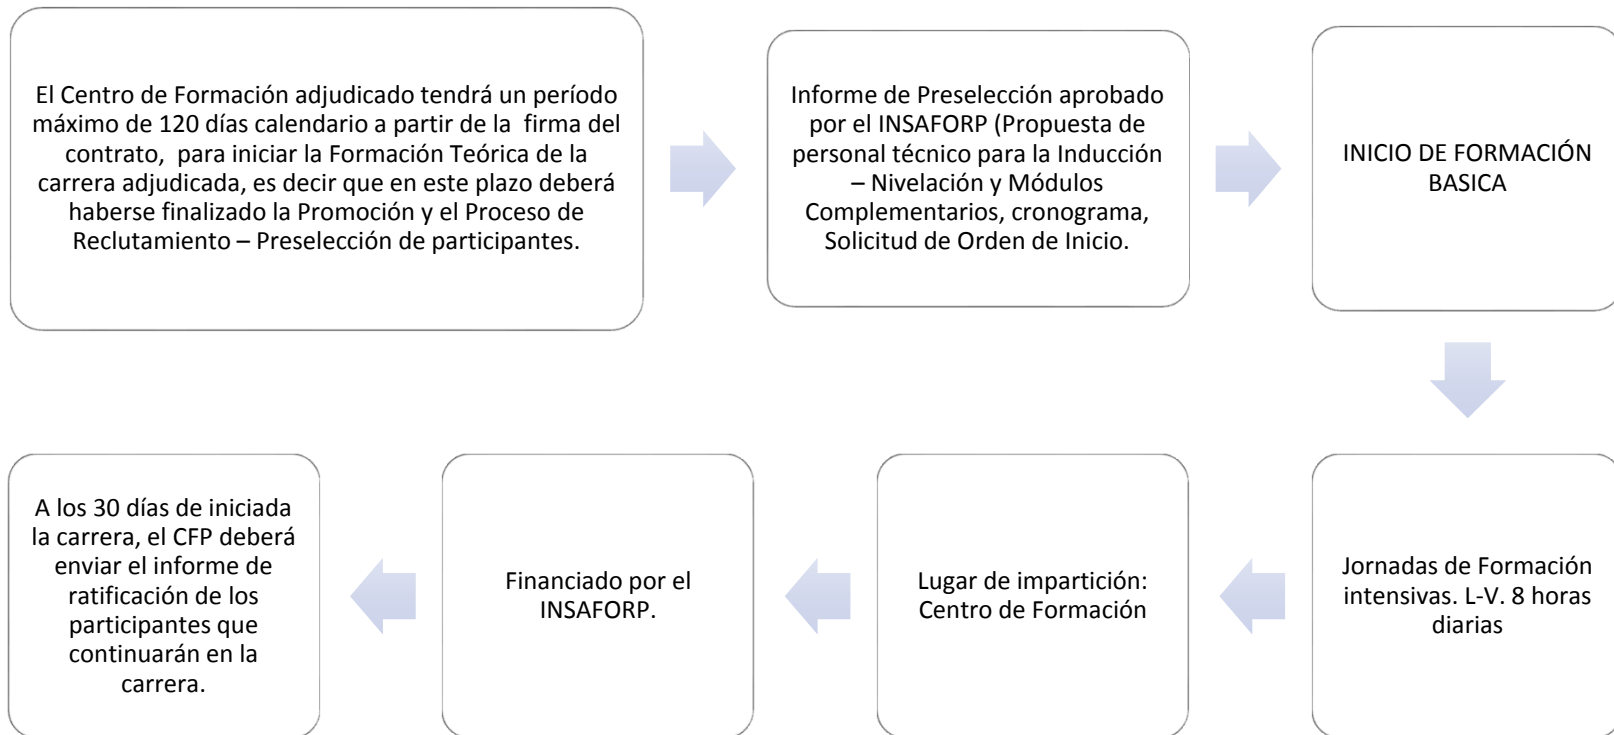 El Centro de Formación adjudicado tendrá un período
máximo de 120 días calendario a partir de la firma del
contrato, para iniciar la Formación Teórica de la
carrera adjudicada, es decir que en este plazo deberá
haberse finalizado la Promoción y el Proceso de
Reclutamiento – Preselección de participantes.
Informe de Preselección aprobado
por el INSAFORP (Propuesta de
personal técnico para la Inducción
– Nivelación y Módulos
Complementarios, cronograma,
Solicitud de Orden de Inicio.
INICIO DE FORMACIÓN
BASICA
Jornadas de Formación
intensivas. L-V. 8 horas
diarias
Lugar de impartición:
Centro de Formación
Financiado por el
INSAFORP.
A los 30 días de iniciada
la carrera, el CFP deberá
enviar el informe de
ratificación de los
participantes que
continuarán en la
carrera.